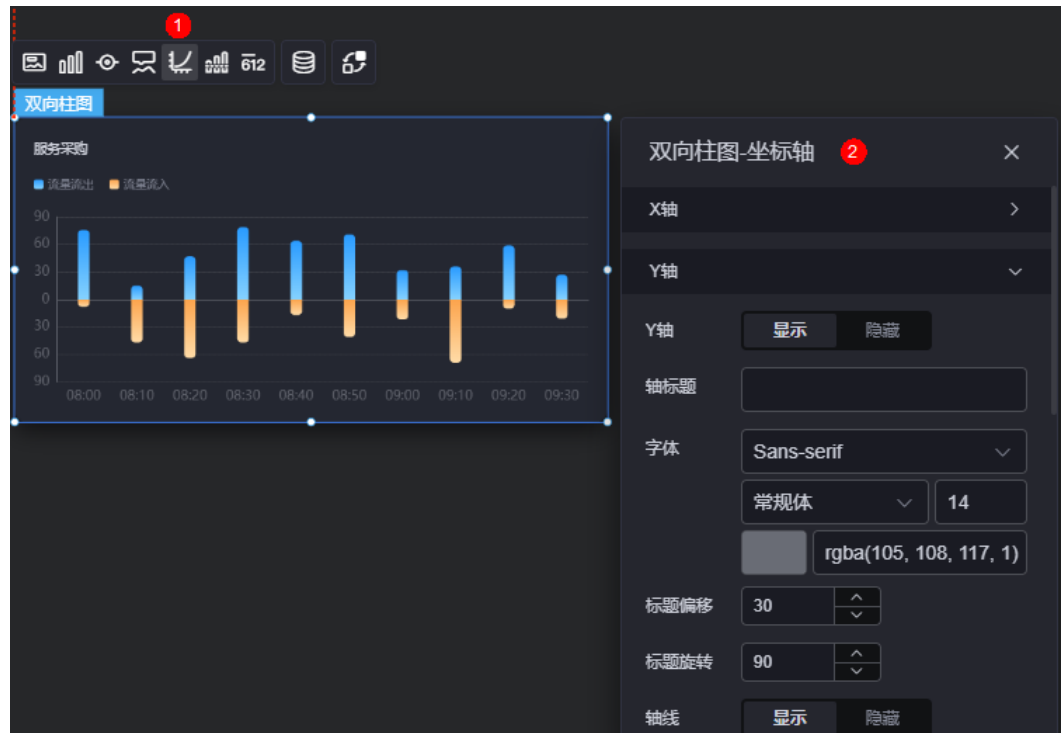 1
612
双向柱图
服务采购
流量流出 流量流入
90
60
30
0
30
60
90
08:00 08:10 08:20 08:30 08:40 08:50 09:00 09:10 09:20 09:30
双向柱图-坐标轴 2
X轴
Y轴
Y轴 显示 隐藏
轴标题
字体 Sans-serif
常规体 14
rgba(105, 108, 117, 1)
标题偏移 30
标题旋转 90
轴线 显示 隐藏